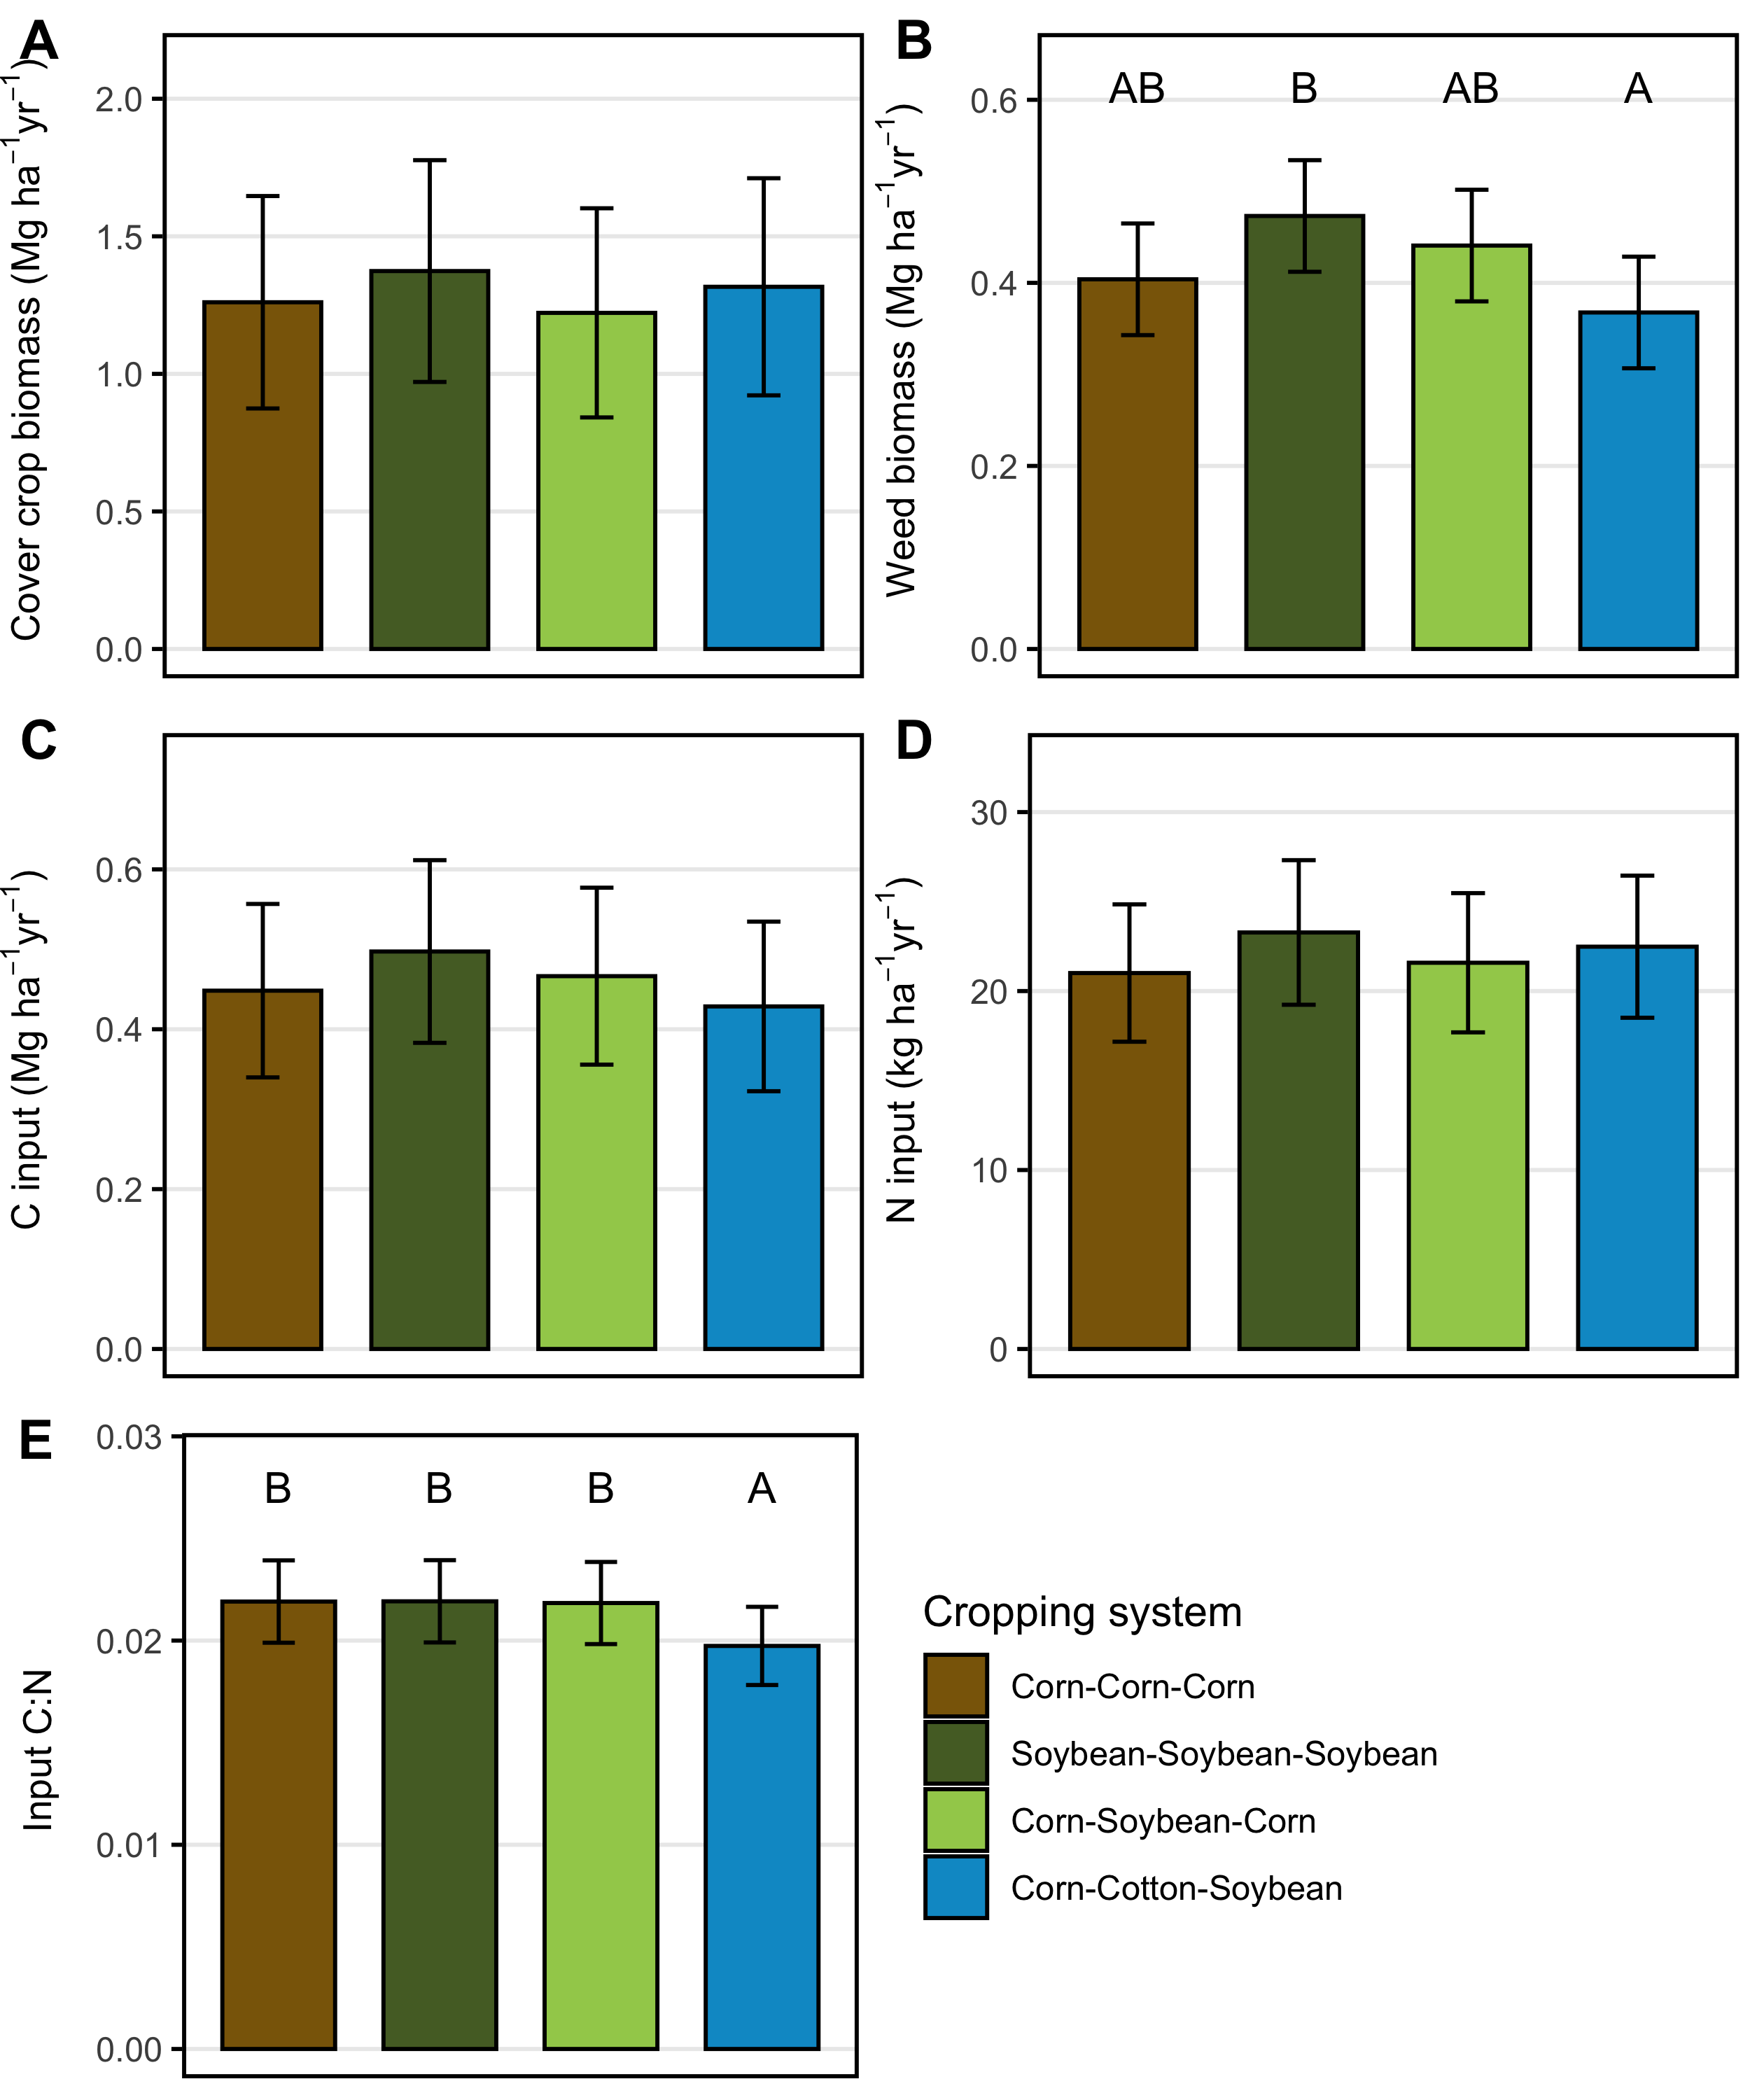 A
Cover crop biomass (Mg ha⁻¹yr⁻¹)
2.0
1.5
1.0
0.5
0.0
B
Weed biomass (Mg ha⁻¹yr⁻¹)
AB B AB A
0.6
0.4
0.2
0.0
C
C input (Mg ha⁻¹yr⁻¹)
0.6
0.4
0.2
0.0
D
N input (kg ha⁻¹yr⁻¹)
30
20
10
0
E
Input C:N
0.03
B B B A
0.02
0.01
0.00
Cropping system
Corn-Corn-Corn
Soybean-Soybean-Soybean
Corn-Soybean-Corn
Corn-Cotton-Soybean